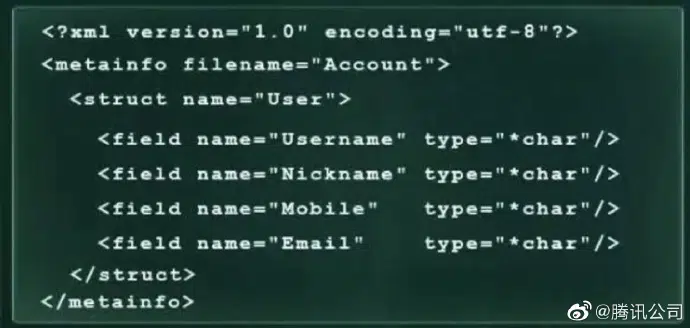 <?xml version="1.0" encoding="utf-8"?>
<metainfo filename="Account">
<struct name="User">
<field name="Username" type="*char"/>
<field name="Nickname" type="*char"/>
<field name="Mobile" type="*char"/>
<field name="Email" type="*char"/>
</struct>
</metainfo>
@腾讯公司